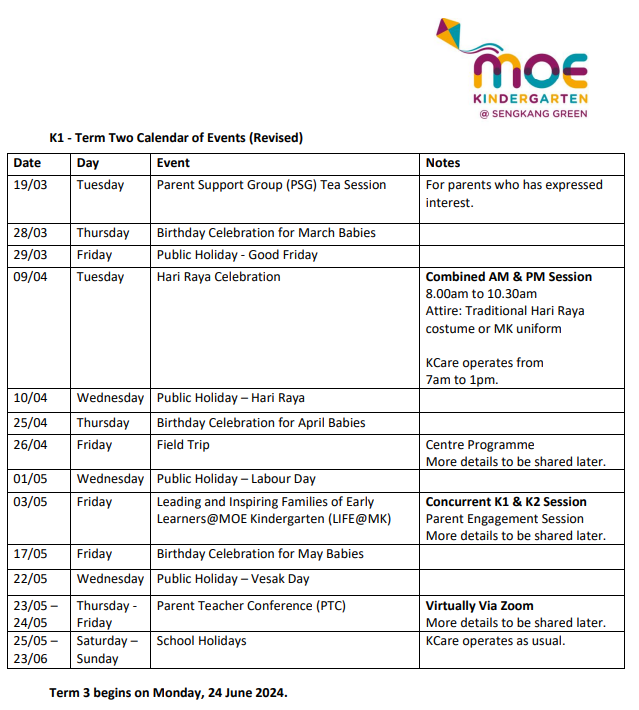 moe
KINDERGARTEN
@ SENGKANG GREEN
K1 - Term Two Calendar of Events (Revised)
Date Day Event Notes
19/03 Tuesday Parent Support Group (PSG) Tea Session For parents who has expressed
interest.
28/03 Thursday Birthday Celebration for March Babies
29/03 Friday Public Holiday - Good Friday
09/04 Tuesday Hari Raya Celebration Combined AM & PM Session
8.00am to 10.30am
Attire: Traditional Hari Raya
costume or MK uniform
KCare operates from
7am to 1pm.
10/04 Wednesday Public Holiday – Hari Raya
25/04 Thursday Birthday Celebration for April Babies
26/04 Friday Field Trip Centre Programme
More details to be shared later.
01/05 Wednesday Public Holiday – Labour Day
03/05 Friday Leading and Inspiring Families of Early Concurrent K1 & K2 Session
Learners@MOE Kindergarten (LIFE@MK) Parent Engagement Session
More details to be shared later.
17/05 Friday Birthday Celebration for May Babies
22/05 Wednesday Public Holiday – Vesak Day
23/05 – Thursday - Parent Teacher Conference (PTC) Virtually Via Zoom
24/05 Friday More details to be shared later.
25/05 – Saturday – School Holidays KCare operates as usual.
23/06 Sunday
Term 3 begins on Monday, 24 June 2024.